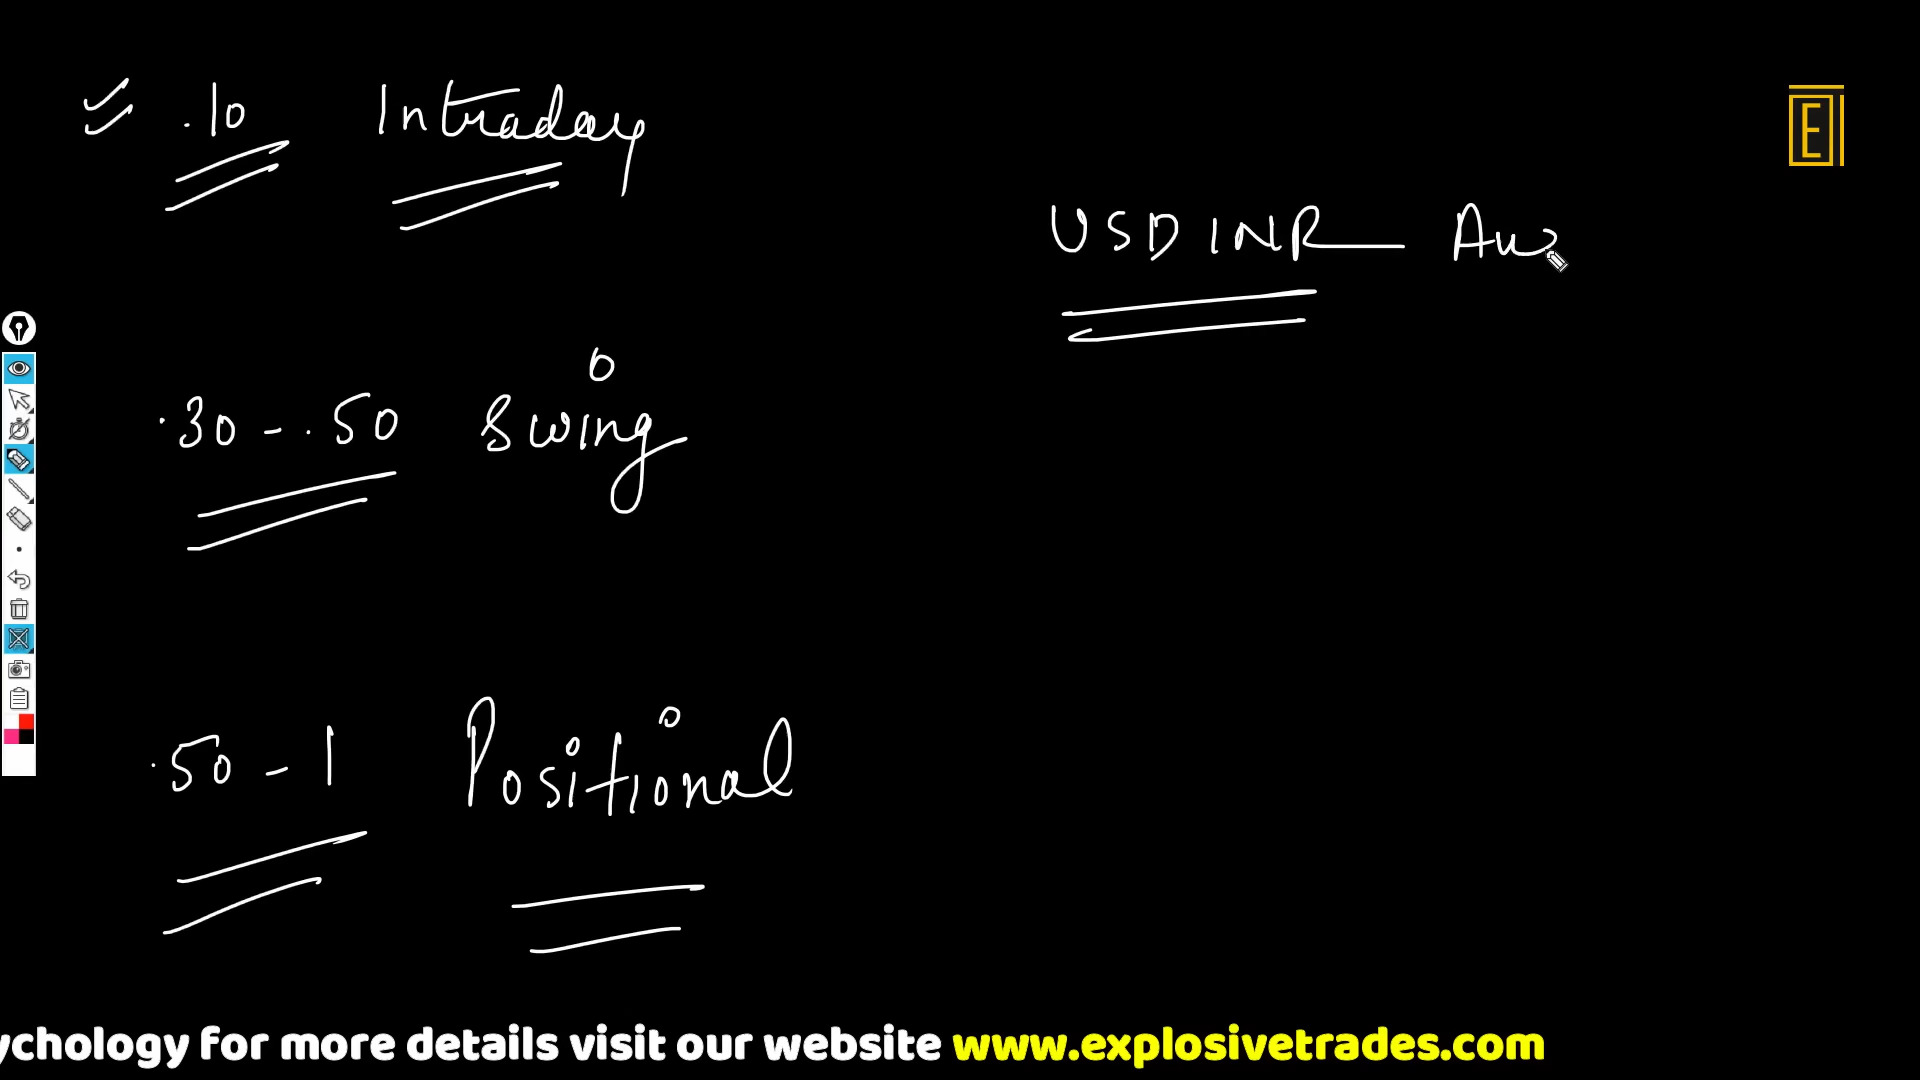 .10 Intraday
USDINR — Au
.30 - .50 Swing
.50 - 1 Positional
ychology for more details visit our website www.explosivetrades.com